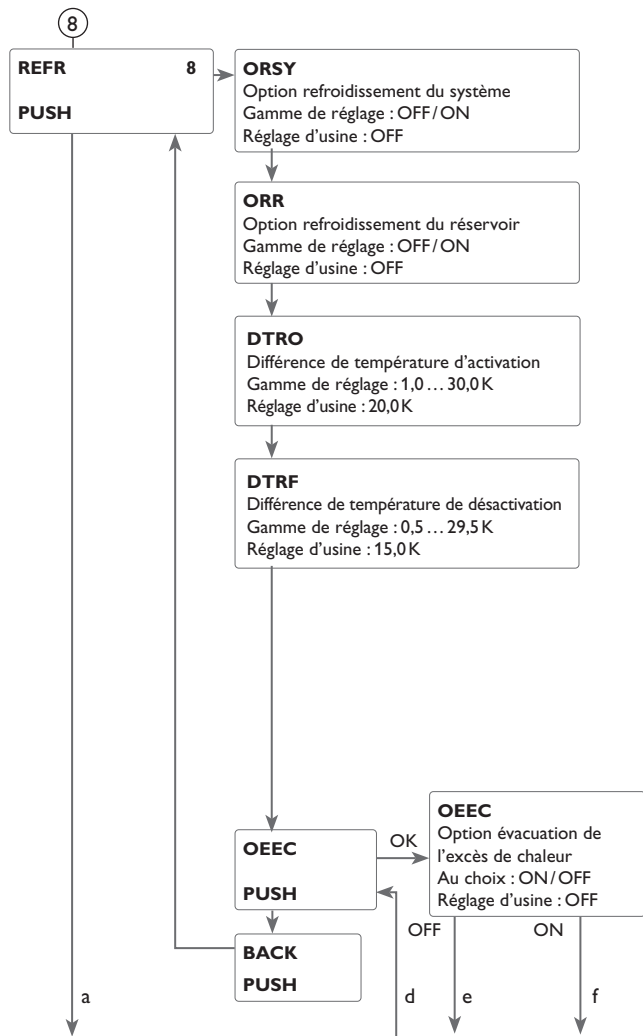 8
REFR 8
PUSH
ORSY
Option refroidissement du système
Gamme de réglage : OFF / ON
Réglage d'usine : OFF
ORR
Option refroidissement du réservoir
Gamme de réglage : OFF / ON
Réglage d'usine : OFF
DTRO
Différence de température d'activation
Gamme de réglage : 1,0 … 30,0 K
Réglage d'usine : 20,0 K
DTRF
Différence de température de désactivation
Gamme de réglage : 0,5 … 29,5 K
Réglage d'usine : 15,0 K
OEEC
PUSH
OK
OEEC
Option évacuation de
l'excès de chaleur
Au choix : ON / OFF
Réglage d'usine : OFF
OFF
ON
BACK
PUSH
a
d
e
f